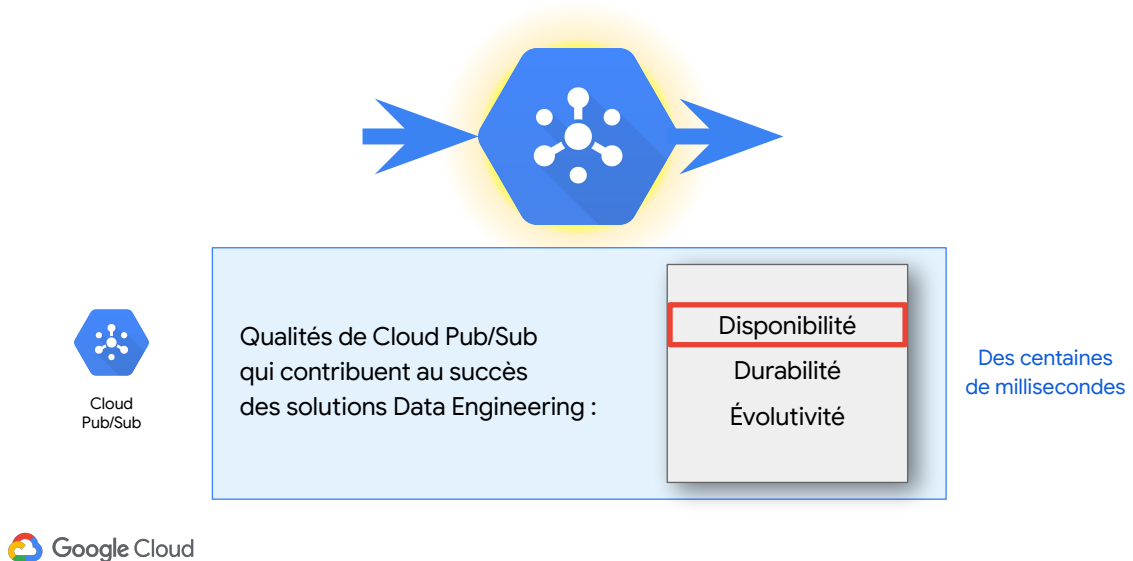 Qualités de Cloud Pub/Sub
qui contribuent au succès
des solutions Data Engineering :
Disponibilité
Durabilité
Évolutivité
Des centaines
de millisecondes
Cloud
Pub/Sub
Google Cloud